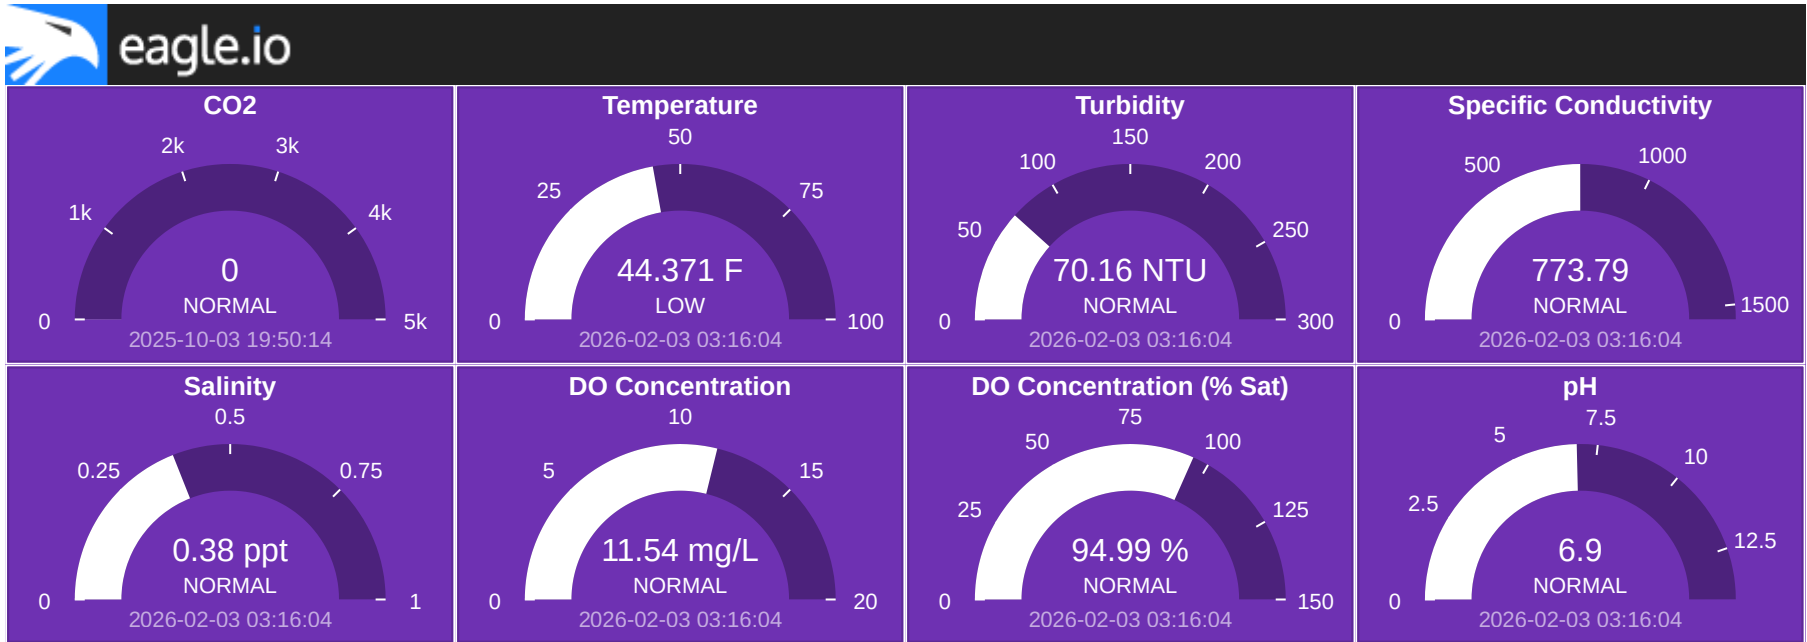 eagle.io
CO2
0
1k
2k
3k
4k
5k
0
NORMAL
2025-10-03 19:50:14
Temperature
0
25
50
75
100
44.371 F
LOW
2026-02-03 03:16:04
Turbidity
0
50
100
150
200
250
300
70.16 NTU
NORMAL
2026-02-03 03:16:04
Specific Conductivity
0
500
1000
1500
773.79
NORMAL
2026-02-03 03:16:04
Salinity
0
0.25
0.5
0.75
1
0.38 ppt
NORMAL
2026-02-03 03:16:04
DO Concentration
0
5
10
15
20
11.54 mg/L
NORMAL
2026-02-03 03:16:04
DO Concentration (% Sat)
0
25
50
75
100
125
150
94.99 %
NORMAL
2026-02-03 03:16:04
pH
0
2.5
5
7.5
10
12.5
6.9
NORMAL
2026-02-03 03:16:04